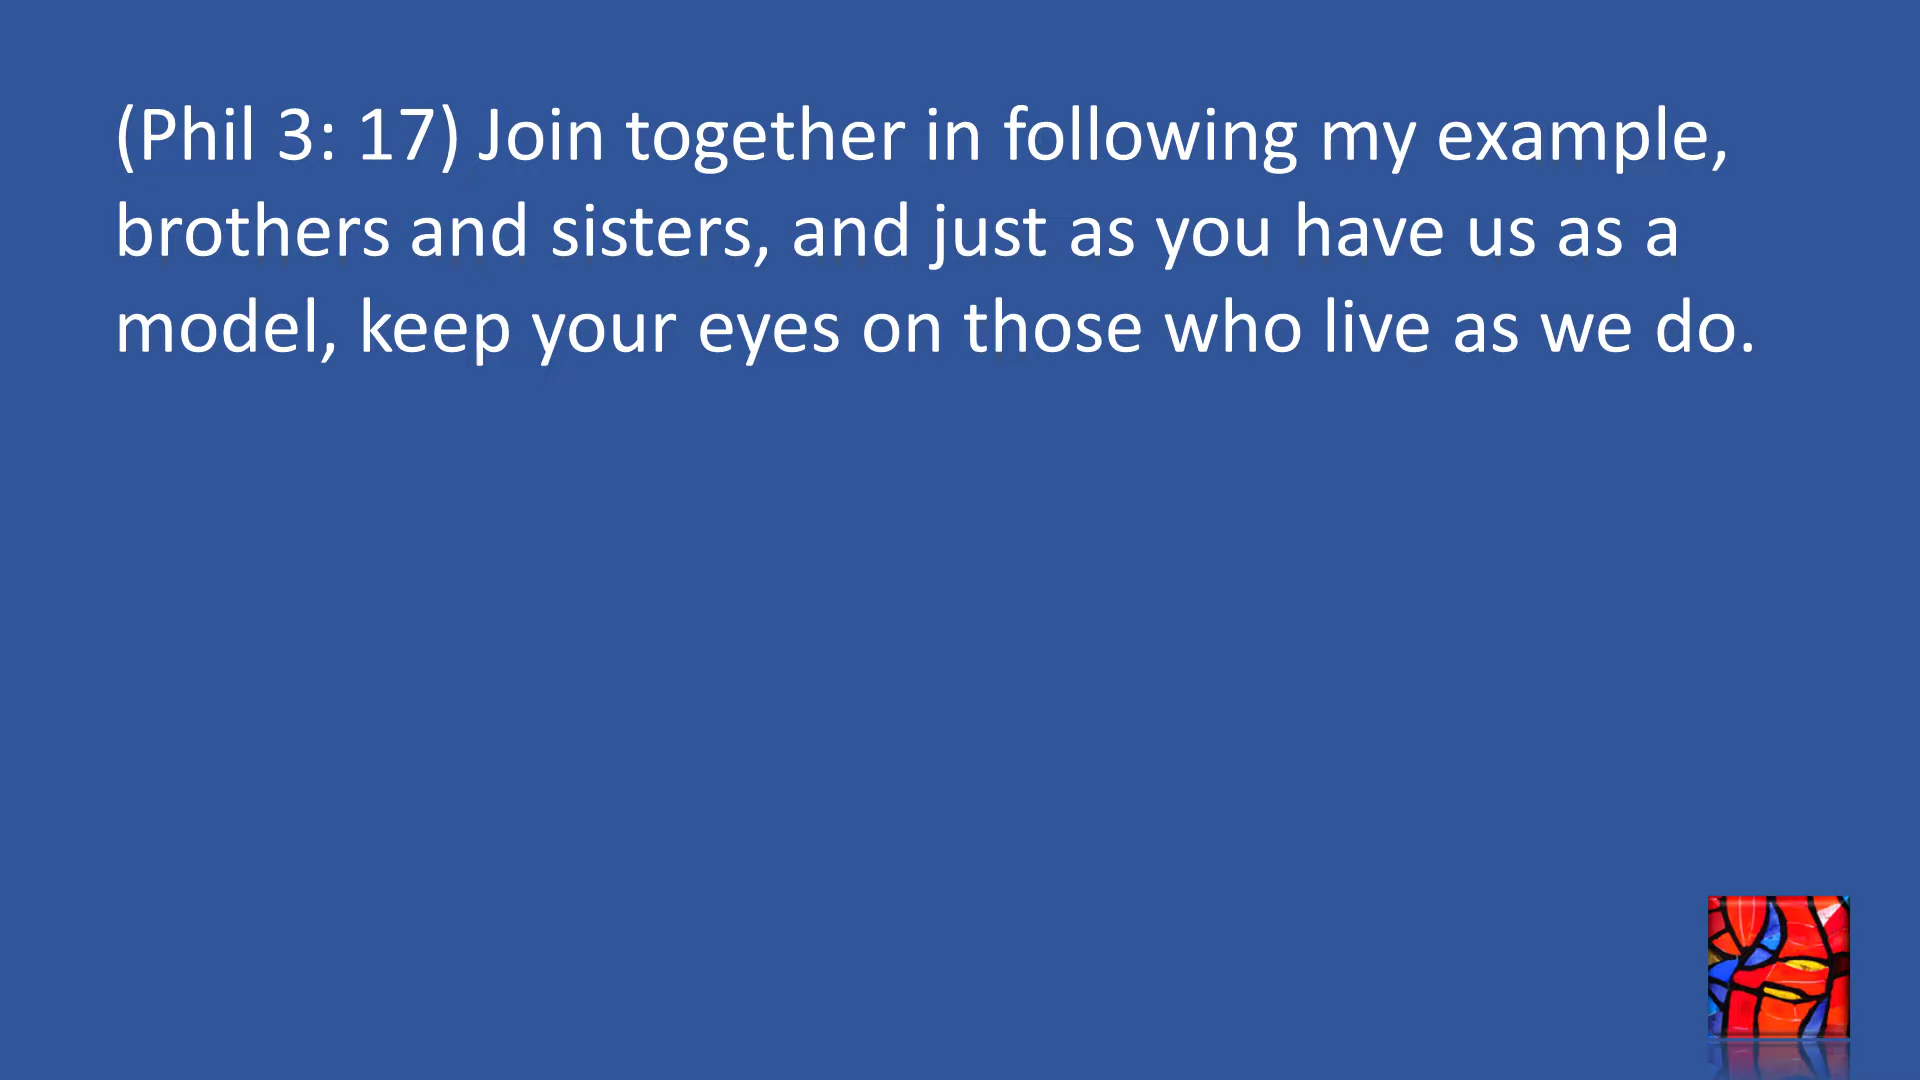 (Phil 3: 17) Join together in following my example,
brothers and sisters, and just as you have us as a
model, keep your eyes on those who live as we do.